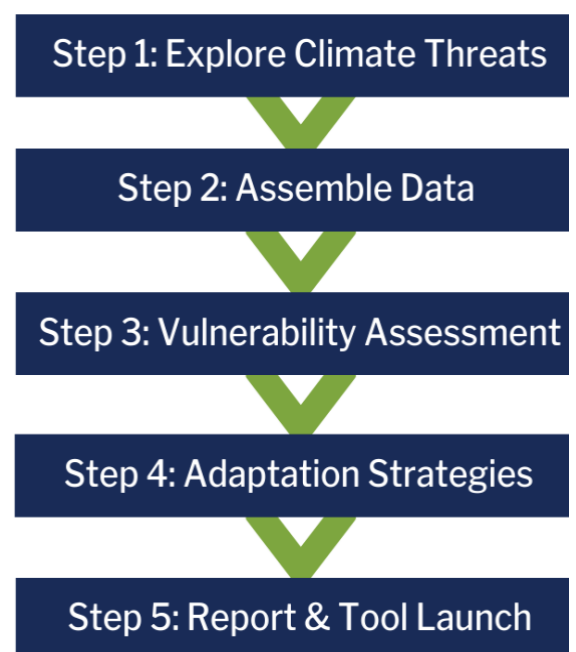 Step 1: Explore Climate Threats
Step 2: Assemble Data
Step 3: Vulnerability Assessment
Step 4: Adaptation Strategies
Step 5: Report & Tool Launch